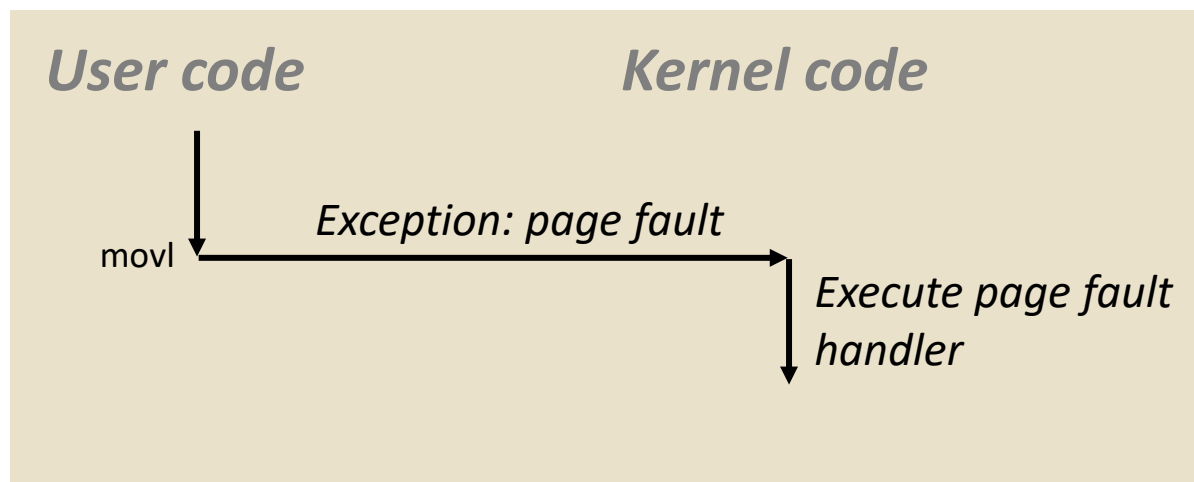 User code
Kernel code
Exception: page fault
movl
Execute page fault
handler